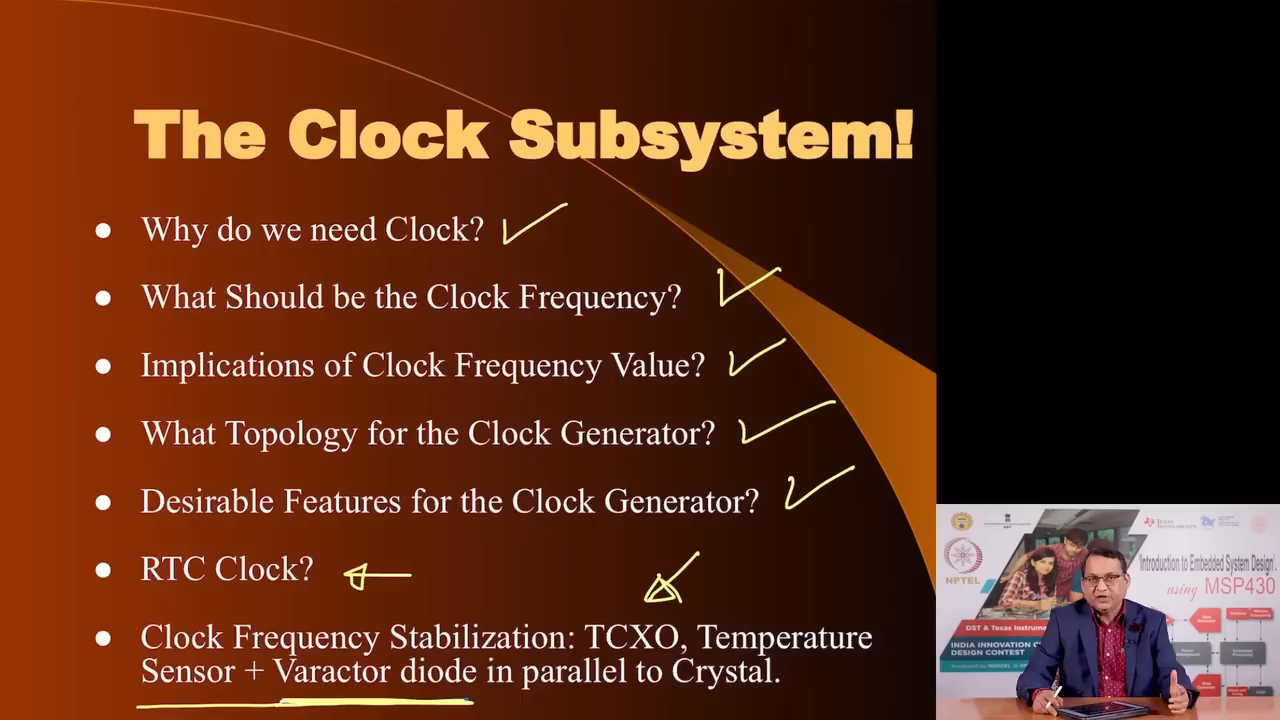 The Clock Subsystem!
● Why do we need Clock?
● What Should be the Clock Frequency?
● Implications of Clock Frequency Value?
● What Topology for the Clock Generator?
● Desirable Features for the Clock Generator?
● RTC Clock?
● Clock Frequency Stabilization: TCXO, Temperature
Sensor + Varactor diode in parallel to Crystal.
TEXAS INSTRUMENTS
NPTEL
'Introduction to Embedded System Design'
using MSP430
DST & Texas Instrume
INDIA INNOVATION C
DESIGN CONTEST